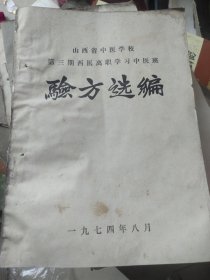 山西省中医学校
第三期西医离职学习中医班
驗方选编
一九七四年八月